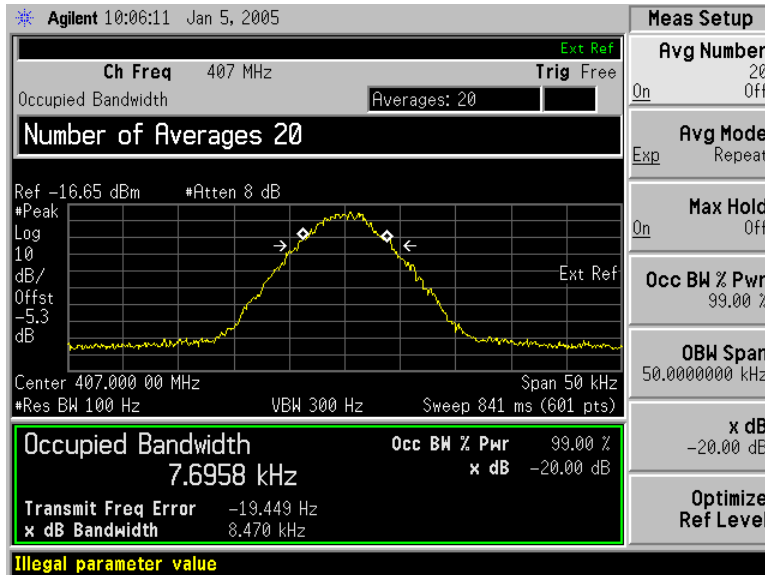 Agilent 10:06:11 Jan 5, 2005
Ext Ref
Ch Freq 407 MHz Trig Free
Occupied Bandwidth Averages: 20
Number of Averages 20
Ref -16.65 dBm #Atten 8 dB
#Peak
Log
10
dB/
Offst
-5.3
dB
Ext Ref
Center 407.000 00 MHz Span 50 kHz
#Res BW 100 Hz VBW 300 Hz Sweep 841 ms (601 pts)
Occupied Bandwidth Occ BW % Pwr 99.00 %
7.6958 kHz x dB -20.00 dB
Transmit Freq Error -19.449 Hz
x dB Bandwidth 8.470 kHz
Illegal parameter value
Meas Setup
Avg Number
20
On Off
Avg Mode
Exp Repeat
Max Hold
On Off
Occ BW % Pwr
99.00 %
OBW Span
50.0000000 kHz
x dB
-20.00 dB
Optimize
Ref Level